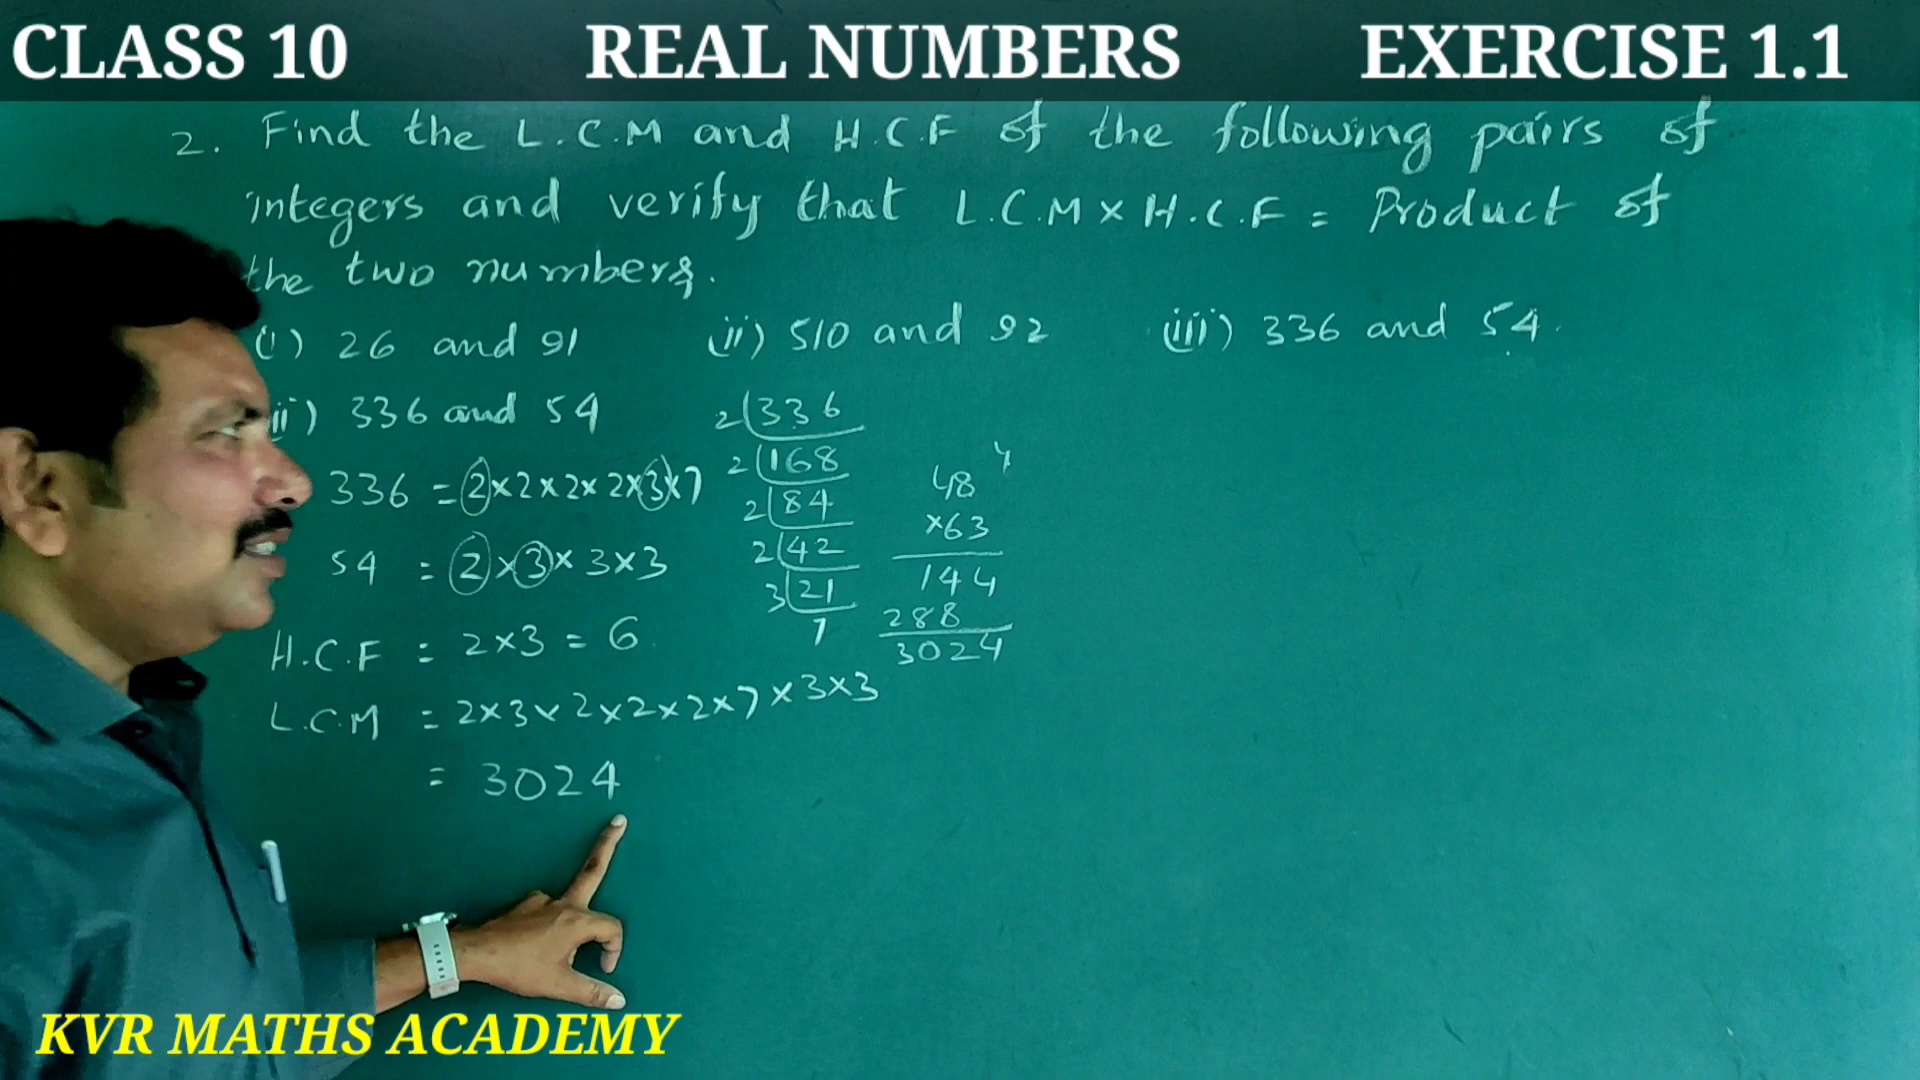 CLASS 10 REAL NUMBERS EXERCISE 1.1
2. Find the L.C.M and H.C.F of the following pairs of
integers and verify that L.C.M × H.C.F = Product of
the two numbers.
(i) 26 and 91 (ii) 510 and 92 (iii) 336 and 54.
ii) 336 and 54
336 = 2×2×2×2×3×7
54 = 2×3×3×3
H.C.F = 2×3 = 6
L.C.M = 2×3×2×2×2×7×3×3
= 3024
2 336
2 168
2 84
2 42
3 21
7
48
×63
144
288
3024
KVR MATHS ACADEMY